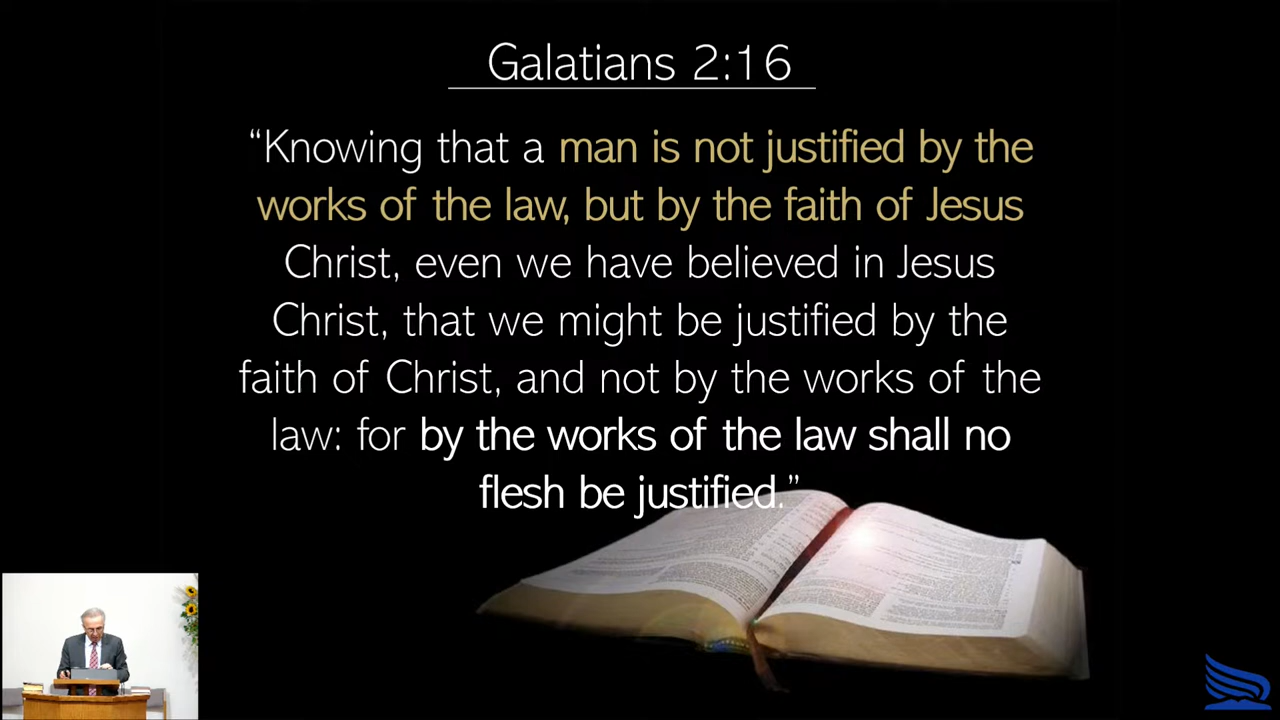 Galatians 2:16
“Knowing that a man is not justified by the
works of the law, but by the faith of Jesus
Christ, even we have believed in Jesus
Christ, that we might be justified by the
faith of Christ, and not by the works of the
law: for by the works of the law shall no
flesh be justified.”